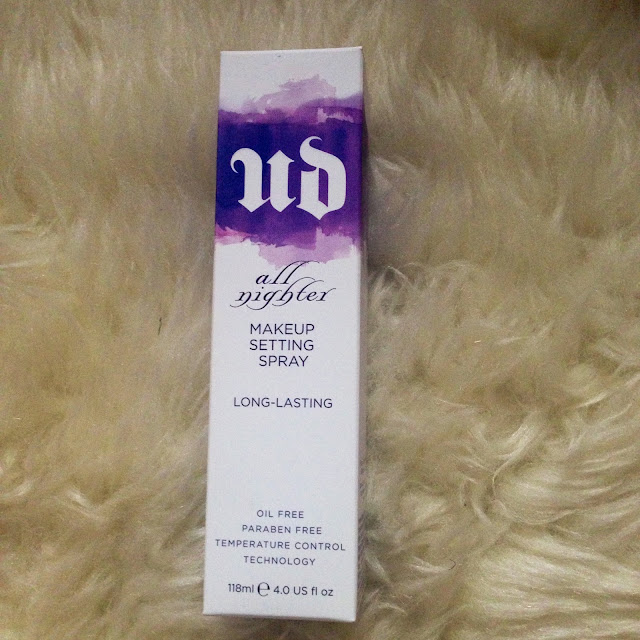 ud
all
nighter
MAKEUP
SETTING
SPRAY
LONG-LASTING
OIL FREE
PARABEN FREE
TEMPERATURE CONTROL
TECHNOLOGY
118ml ℮ 4.0 US fl oz